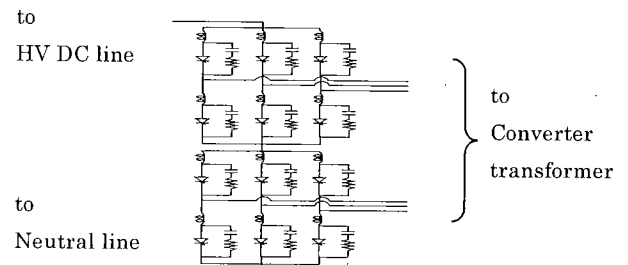 to
HV DC line
to
Converter
transformer
to
Neutral line